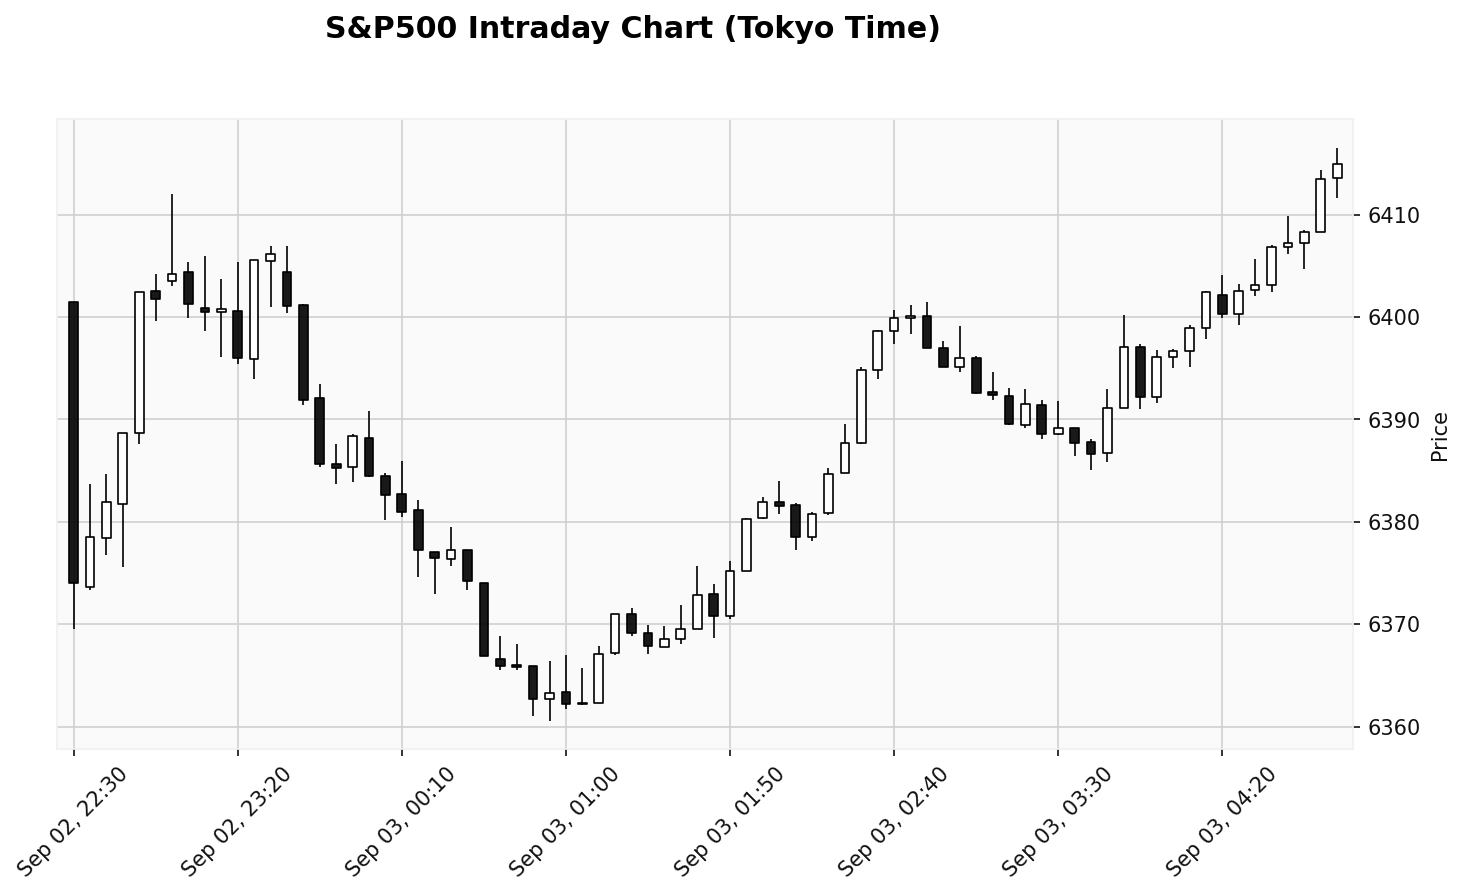 S&P500 Intraday Chart (Tokyo Time)
6410
6400
6390
6380
6370
6360
Price
Sep 02, 22:30
Sep 02, 23:20
Sep 03, 00:10
Sep 03, 01:00
Sep 03, 01:50
Sep 03, 02:40
Sep 03, 03:30
Sep 03, 04:20